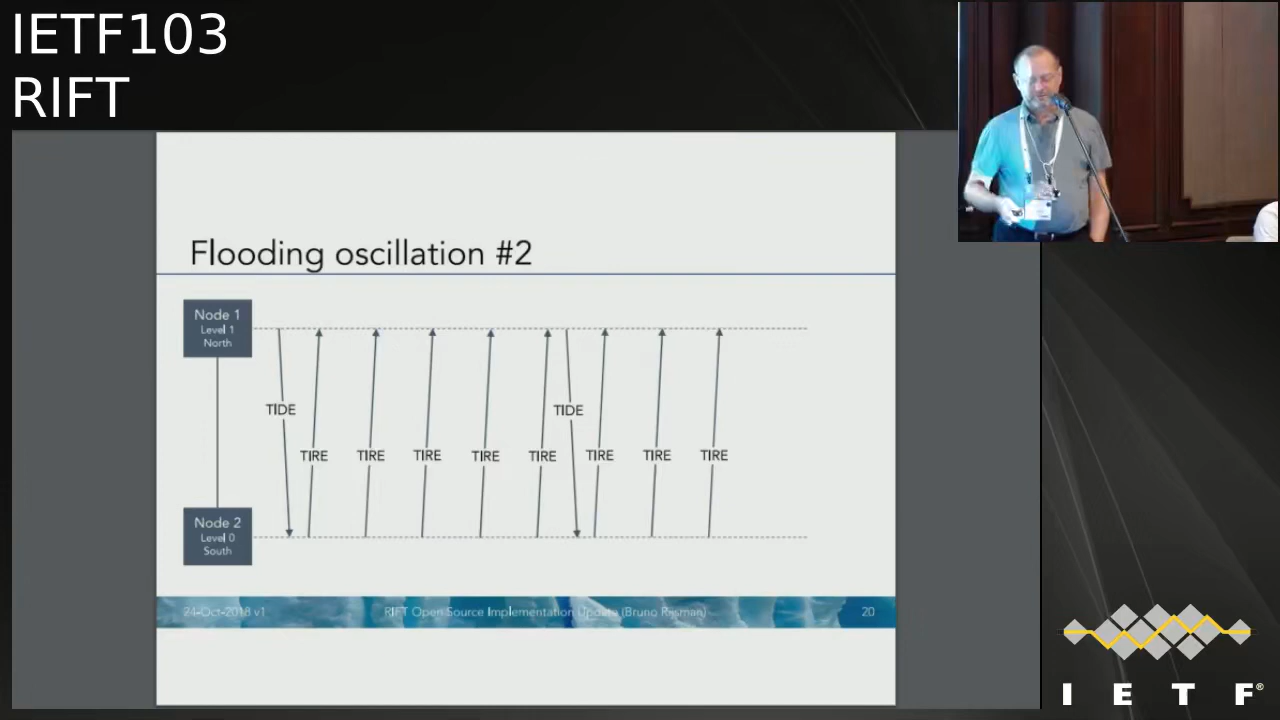 IETF103
RIFT
Flooding oscillation #2
Node 1
Level 1
North
TIDE
TIDE
TIRE
TIRE
TIRE
TIRE
TIRE
TIRE
TIRE
TIRE
Node 2
Level 0
South
24-Oct-2018 v1
RIFT Open Source Implementation Update (Bruno Rijsman)
20
I E T F®